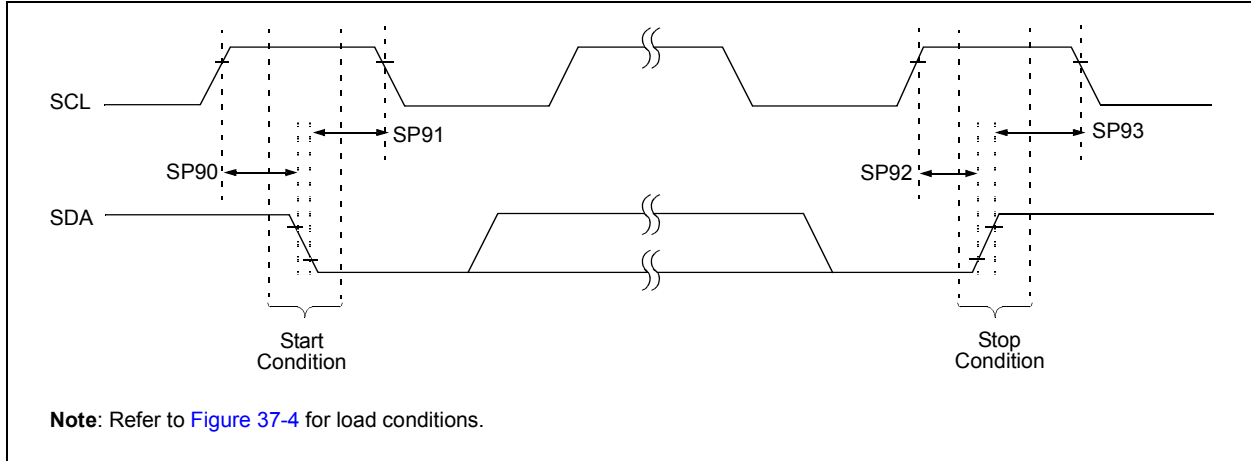 SCL
SP91
SP93
SP90
SP92
SDA
Start
Condition
Stop
Condition
Note: Refer to Figure 37-4 for load conditions.